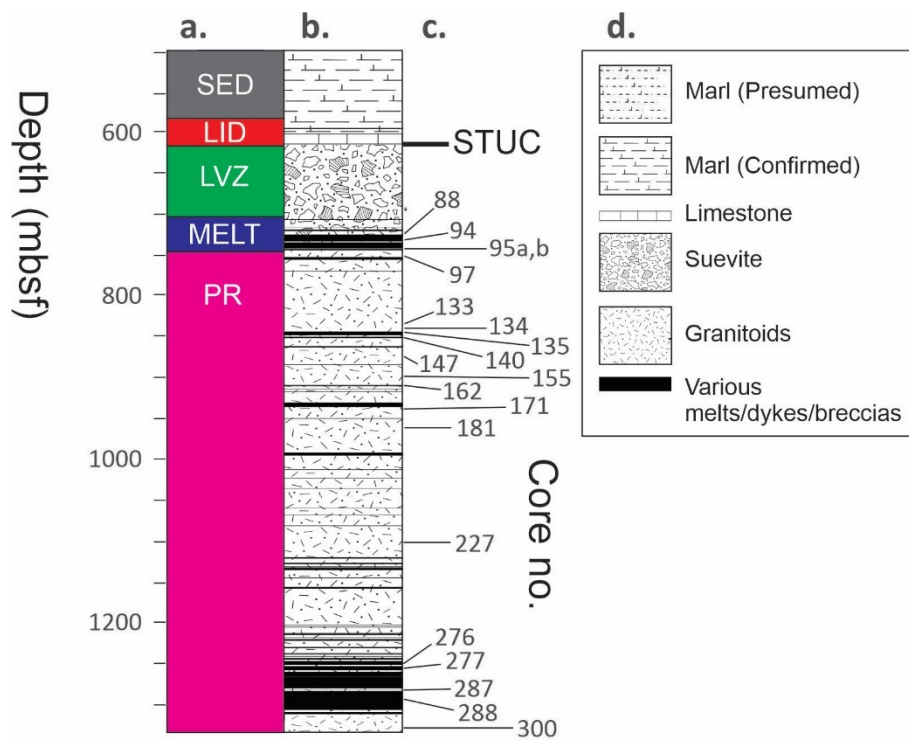 a.
b.
c.
d.
Depth (mbsf)
600
800
1000
1200
SED
LID
LVZ
MELT
PR
STUC
88
94
95a,b
97
133
134
135
140
147
155
162
171
181
227
276
277
287
288
300
Core no.
Marl (Presumed)
Marl (Confirmed)
Limestone
Suevite
Granitoids
Various
melts/dykes/breccias